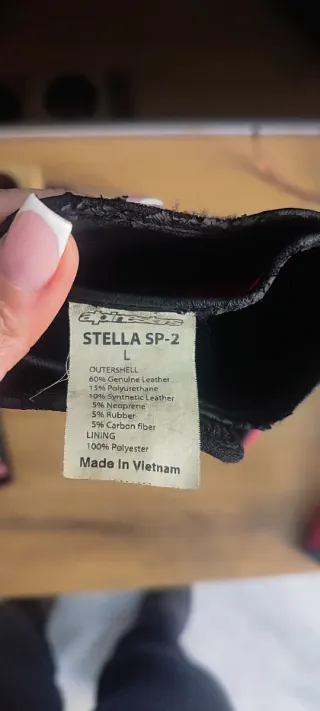 alpinestars
STELLA SP-2
L
OUTERSHELL
60% Genuine Leather
15% Polyurethane
10% Synthetic Leather
5% Neoprene
5% Rubber
5% Carbon fiber
LINING
100% Polyester
Made In Vietnam